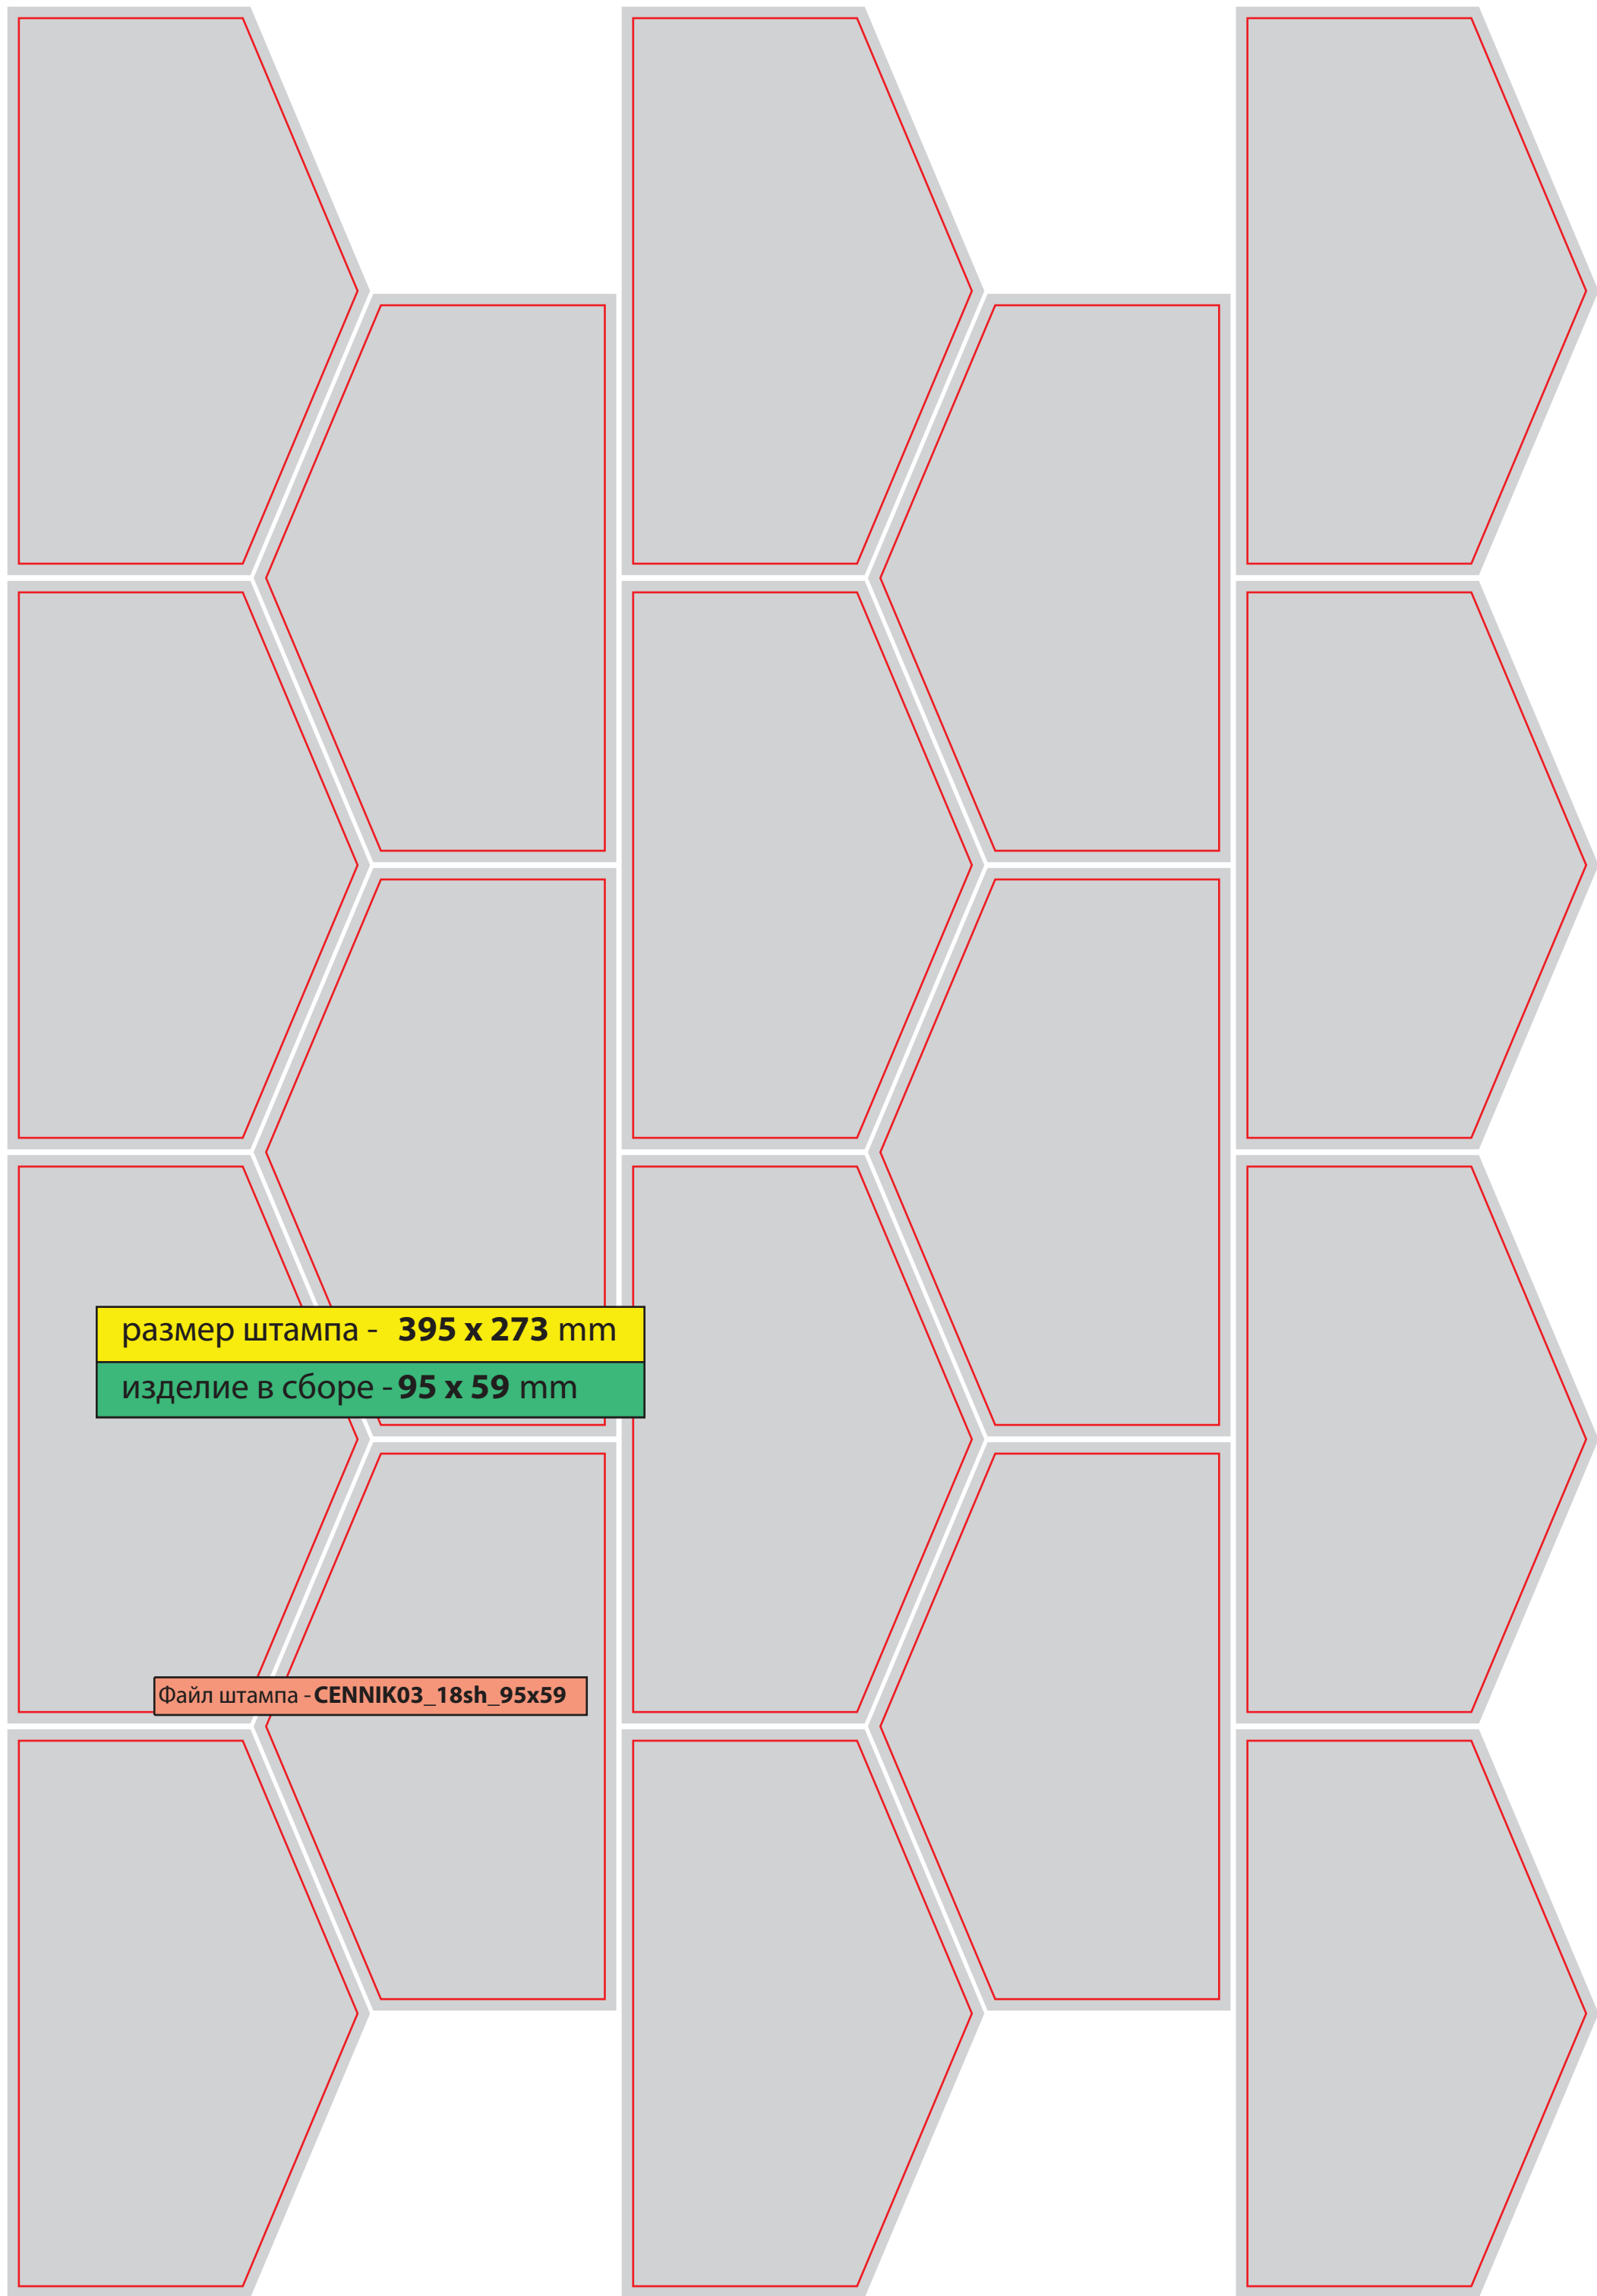 размер штампа - 395 x 273 mm
изделие в сборе - 95 x 59 mm
Файл штампа - CENNIK03_18sh_95x59